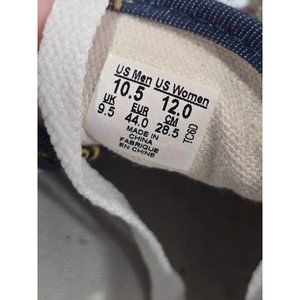 US Men US Women
10.5 12.0
UK EUR CM
9.5 44.0 28.5
MADE IN
CHINA
FABRIQUE
EN CHINE
TC6D